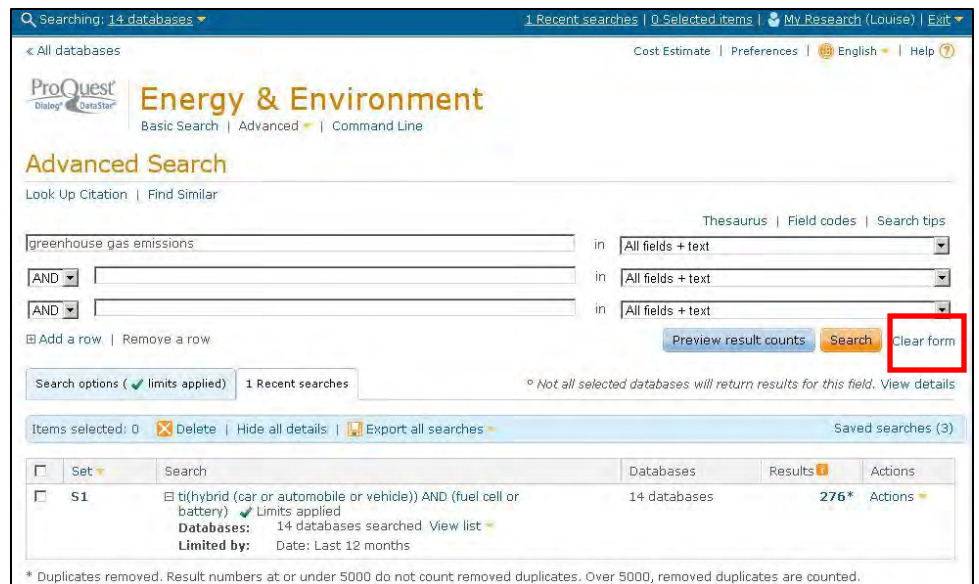 Searching: 14 databases 1 Recent searches | 0 Selected items | My Research (Louise) | Exit
« All databases Cost Estimate | Preferences | English | Help ?
ProQuest
Dialog DataStar
Energy & Environment
Basic Search | Advanced | Command Line
Advanced Search
Look Up Citation | Find Similar
Thesaurus | Field codes | Search tips
greenhouse gas emissions in All fields + text
AND in All fields + text
AND in All fields + text
Add a row | Remove a row Preview result counts Search Clear form
Search options ( ✔ limits applied) 1 Recent searches ° Not all selected databases will return results for this field. View details
Items selected: 0 Delete | Hide all details | Export all searches Saved searches (3)
Set Search Databases Results Actions
S1 ti(hybrid (car or automobile or vehicle)) AND (fuel cell or 14 databases 276* Actions
battery) ✔ Limits applied
Databases: 14 databases searched View list
Limited by: Date: Last 12 months
* Duplicates removed. Result numbers at or under 5000 do not count removed duplicates. Over 5000, removed duplicates are counted.